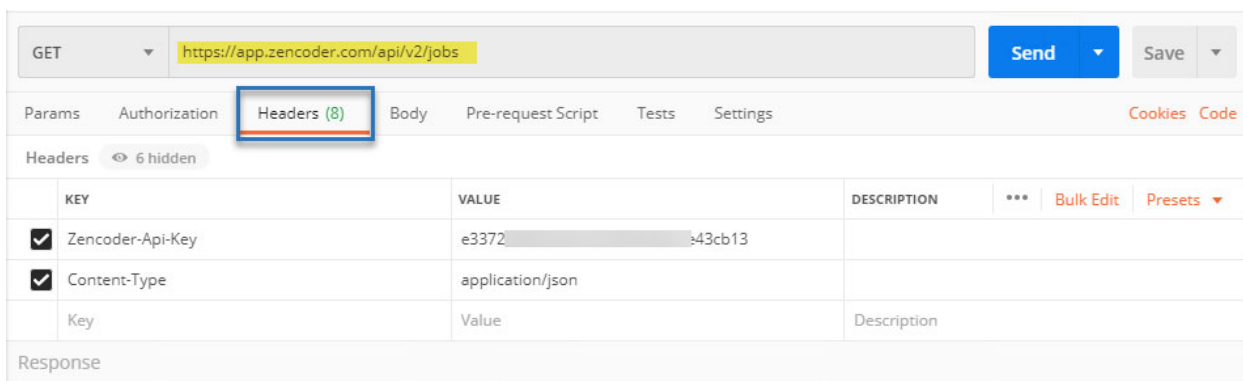 GET https://app.zencoder.com/api/v2/jobs Send Save
Params Authorization Headers (8) Body Pre-request Script Tests Settings Cookies Code
Headers 6 hidden
KEY VALUE DESCRIPTION ••• Bulk Edit Presets
Zencoder-Api-Key e3372 e43cb13
Content-Type application/json
Key Value Description
Response